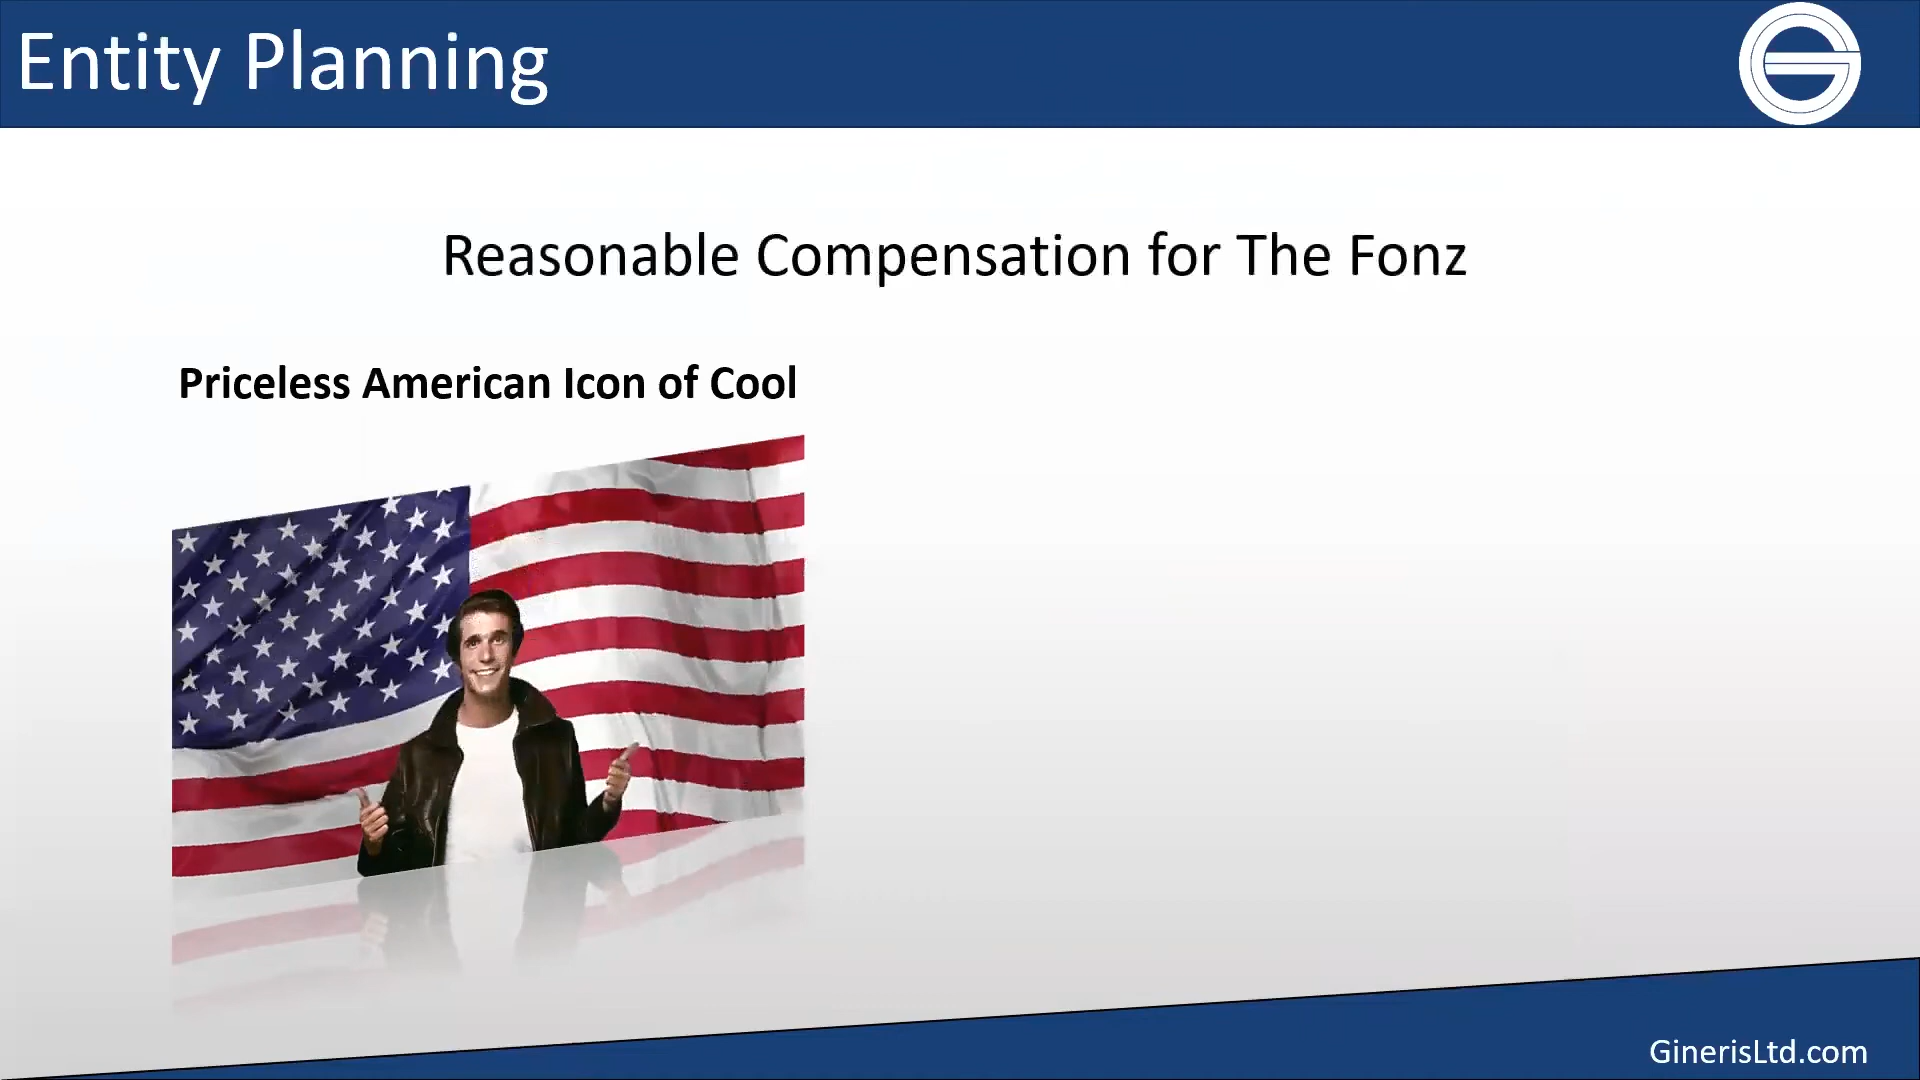 Entity Planning
Reasonable Compensation for The Fonz
Priceless American Icon of Cool
GinerisLtd.com